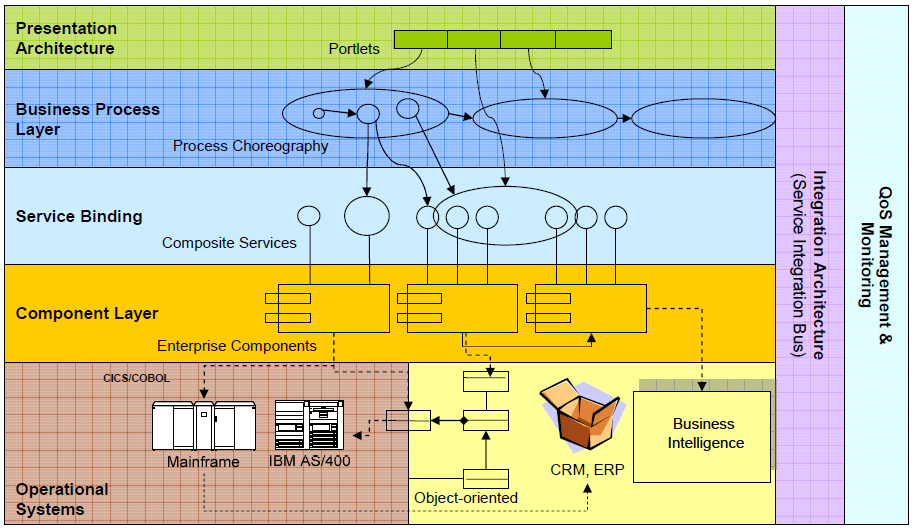 Presentation
Architecture
Portlets
Business Process
Layer
Process Choreography
Service Binding
Composite Services
Component Layer
Enterprise Components
CICS/COBOL
Mainframe
IBM AS/400
Object-oriented
CRM, ERP
Business
Intelligence
Operational
Systems
Integration Architecture
(Service Integration Bus)
QoS Management &
Monitoring